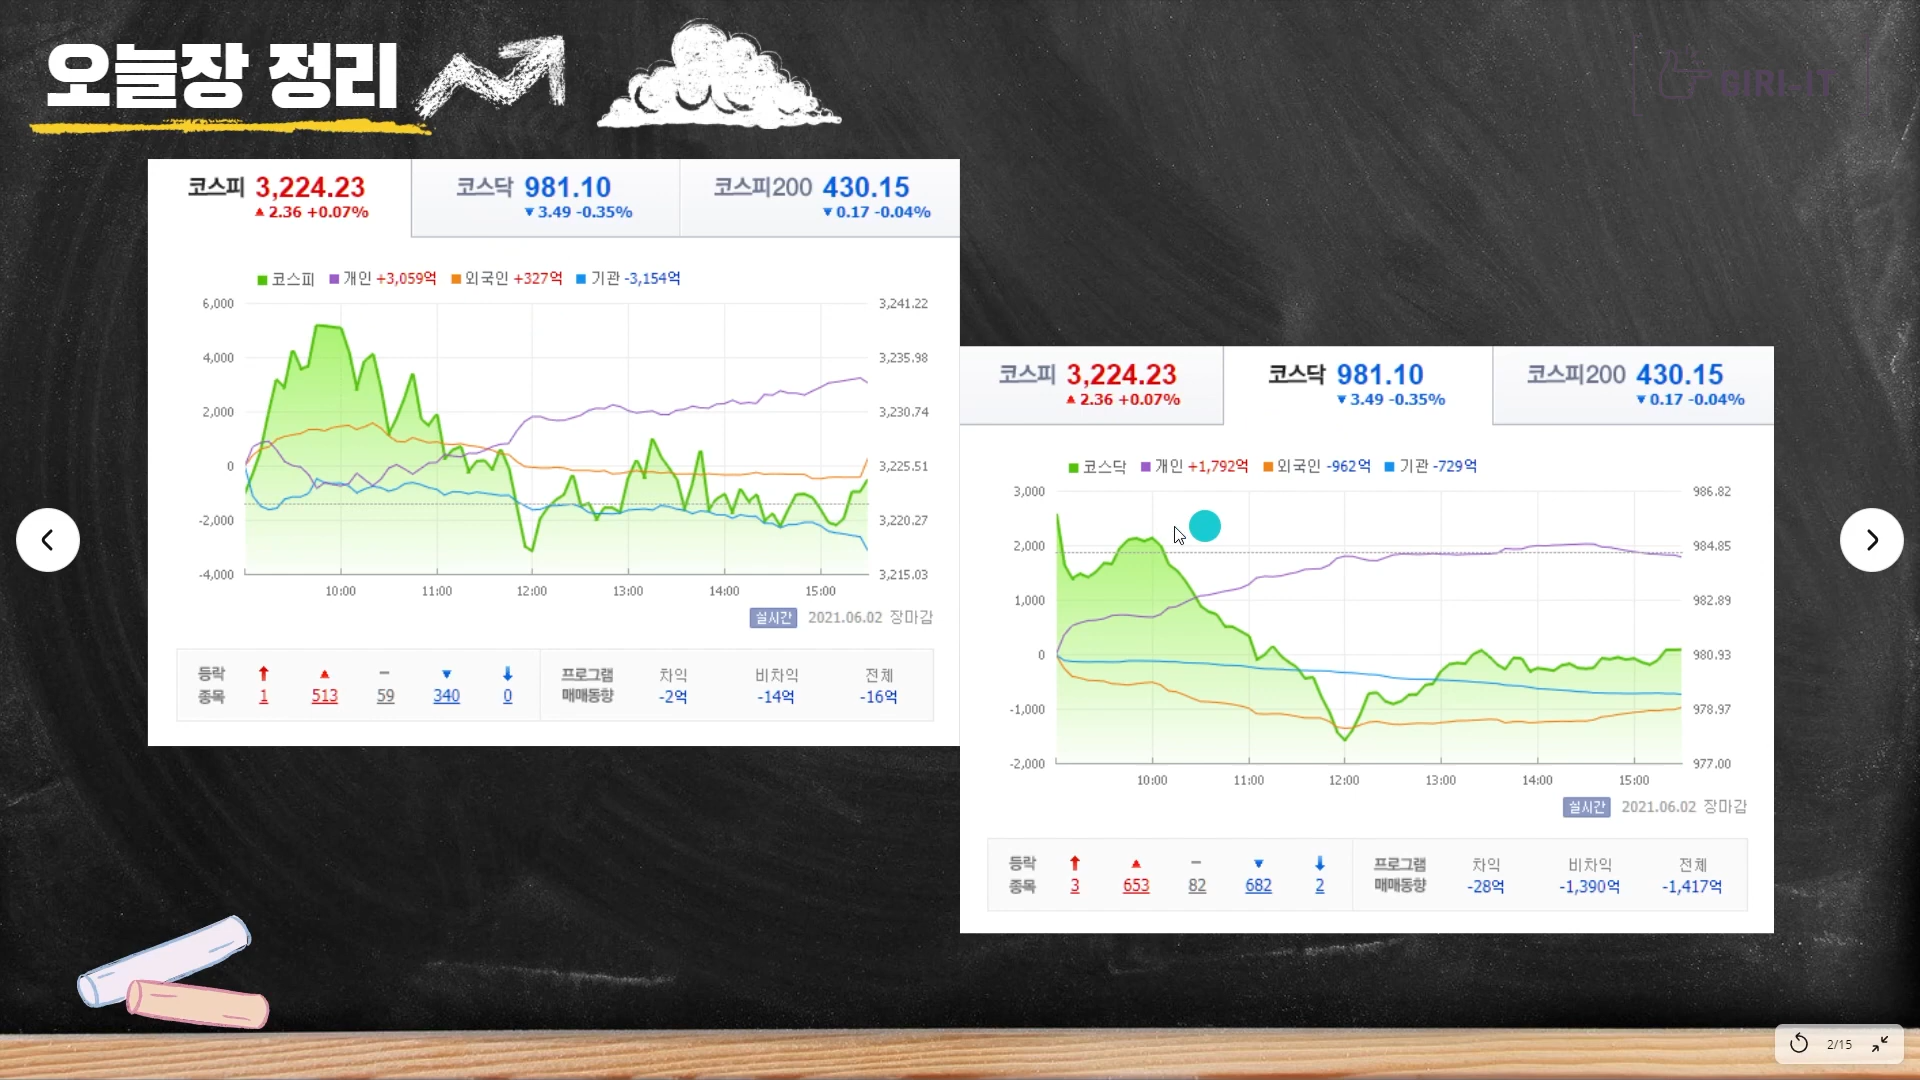 오늘장 정리
GIRI-IT
코스피 3,224.23 코스닥 981.10 코스피200 430.15
▲2.36 +0.07% ▼3.49 -0.35% ▼0.17 -0.04%
코스피 개인 +3,059억 외국인 +327억 기관 -3,154억
6,000 3,241.22
4,000 3,235.98
2,000 3,230.74
0 3,225.51
-2,000 3,220.27
-4,000 3,215.03
10:00 11:00 12:00 13:00 14:00 15:00
실시간 2021.06.02 장마감
등락 ↑ ▲ − ▼ ↓ 프로그램 차익 비차익 전체
종목 1 513 59 340 0 매매동향 -2억 -14억 -16억
코스피 3,224.23 코스닥 981.10 코스피200 430.15
▲2.36 +0.07% ▼3.49 -0.35% ▼0.17 -0.04%
코스닥 개인 +1,792억 외국인 -962억 기관 -729억
3,000 986.82
2,000 984.85
1,000 982.89
0 980.93
-1,000 978.97
-2,000 977.00
10:00 11:00 12:00 13:00 14:00 15:00
실시간 2021.06.02 장마감
등락 ↑ ▲ − ▼ ↓ 프로그램 차익 비차익 전체
종목 3 653 82 682 2 매매동향 -28억 -1,390억 -1,417억
2/15